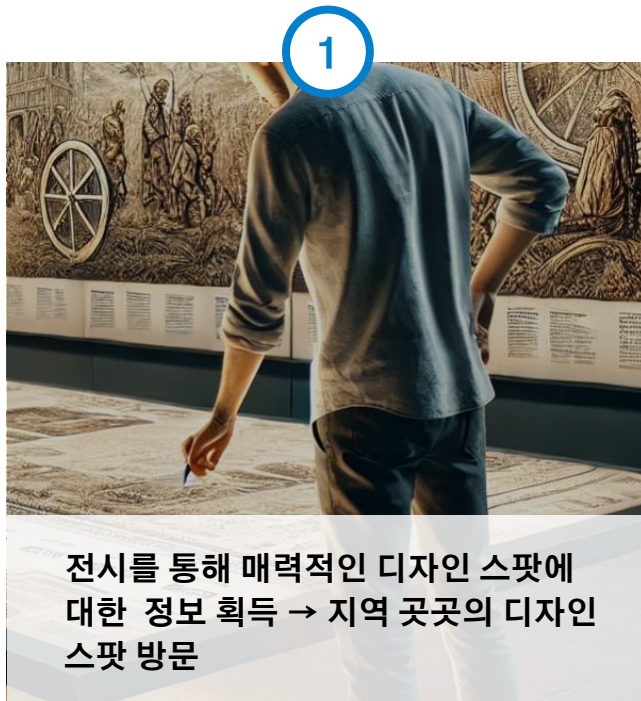 1
전시를 통해 매력적인 디자인 스팟에
대한 정보 획득 → 지역 곳곳의 디자인
스팟 방문